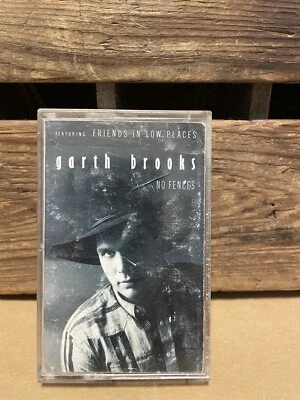 FEATURING FRIENDS IN LOW PLACES
garth brooks
NO FENCES